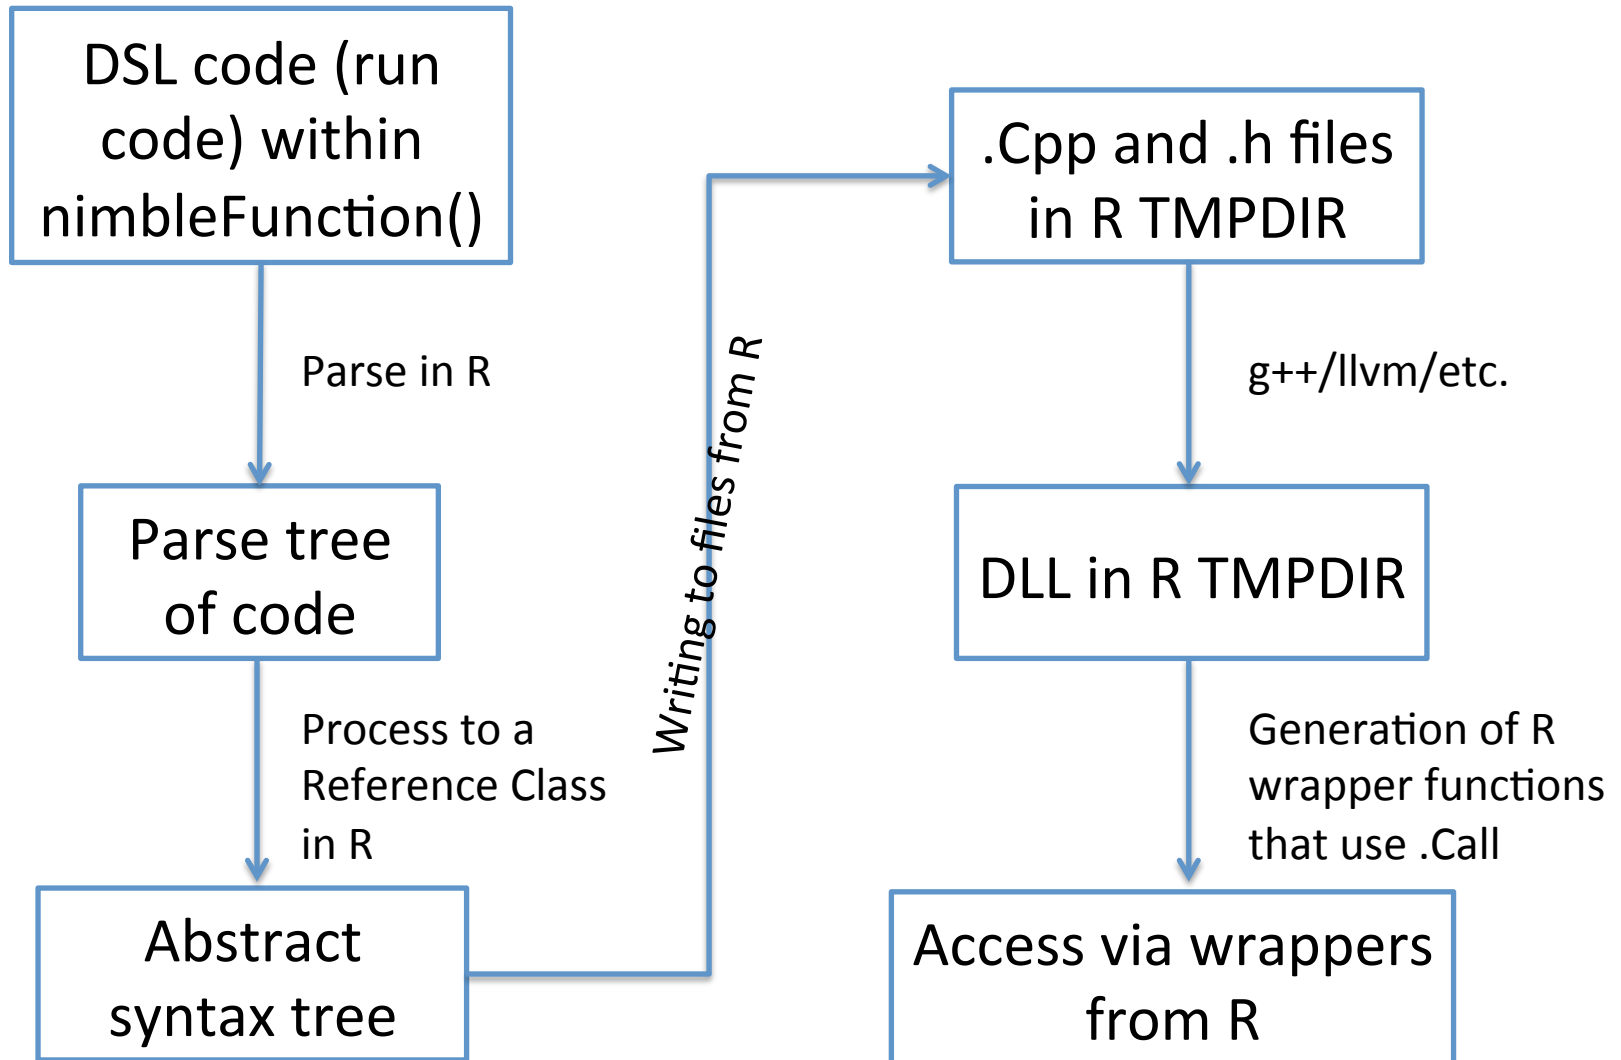 DSL code (run
code) within
nimbleFunction()
Parse in R
Parse tree
of code
Process to a
Reference Class
in R
Abstract
syntax tree
Writing to files from R
.Cpp and .h files
in R TMPDIR
g++/llvm/etc.
DLL in R TMPDIR
Generation of R
wrapper functions
that use .Call
Access via wrappers
from R